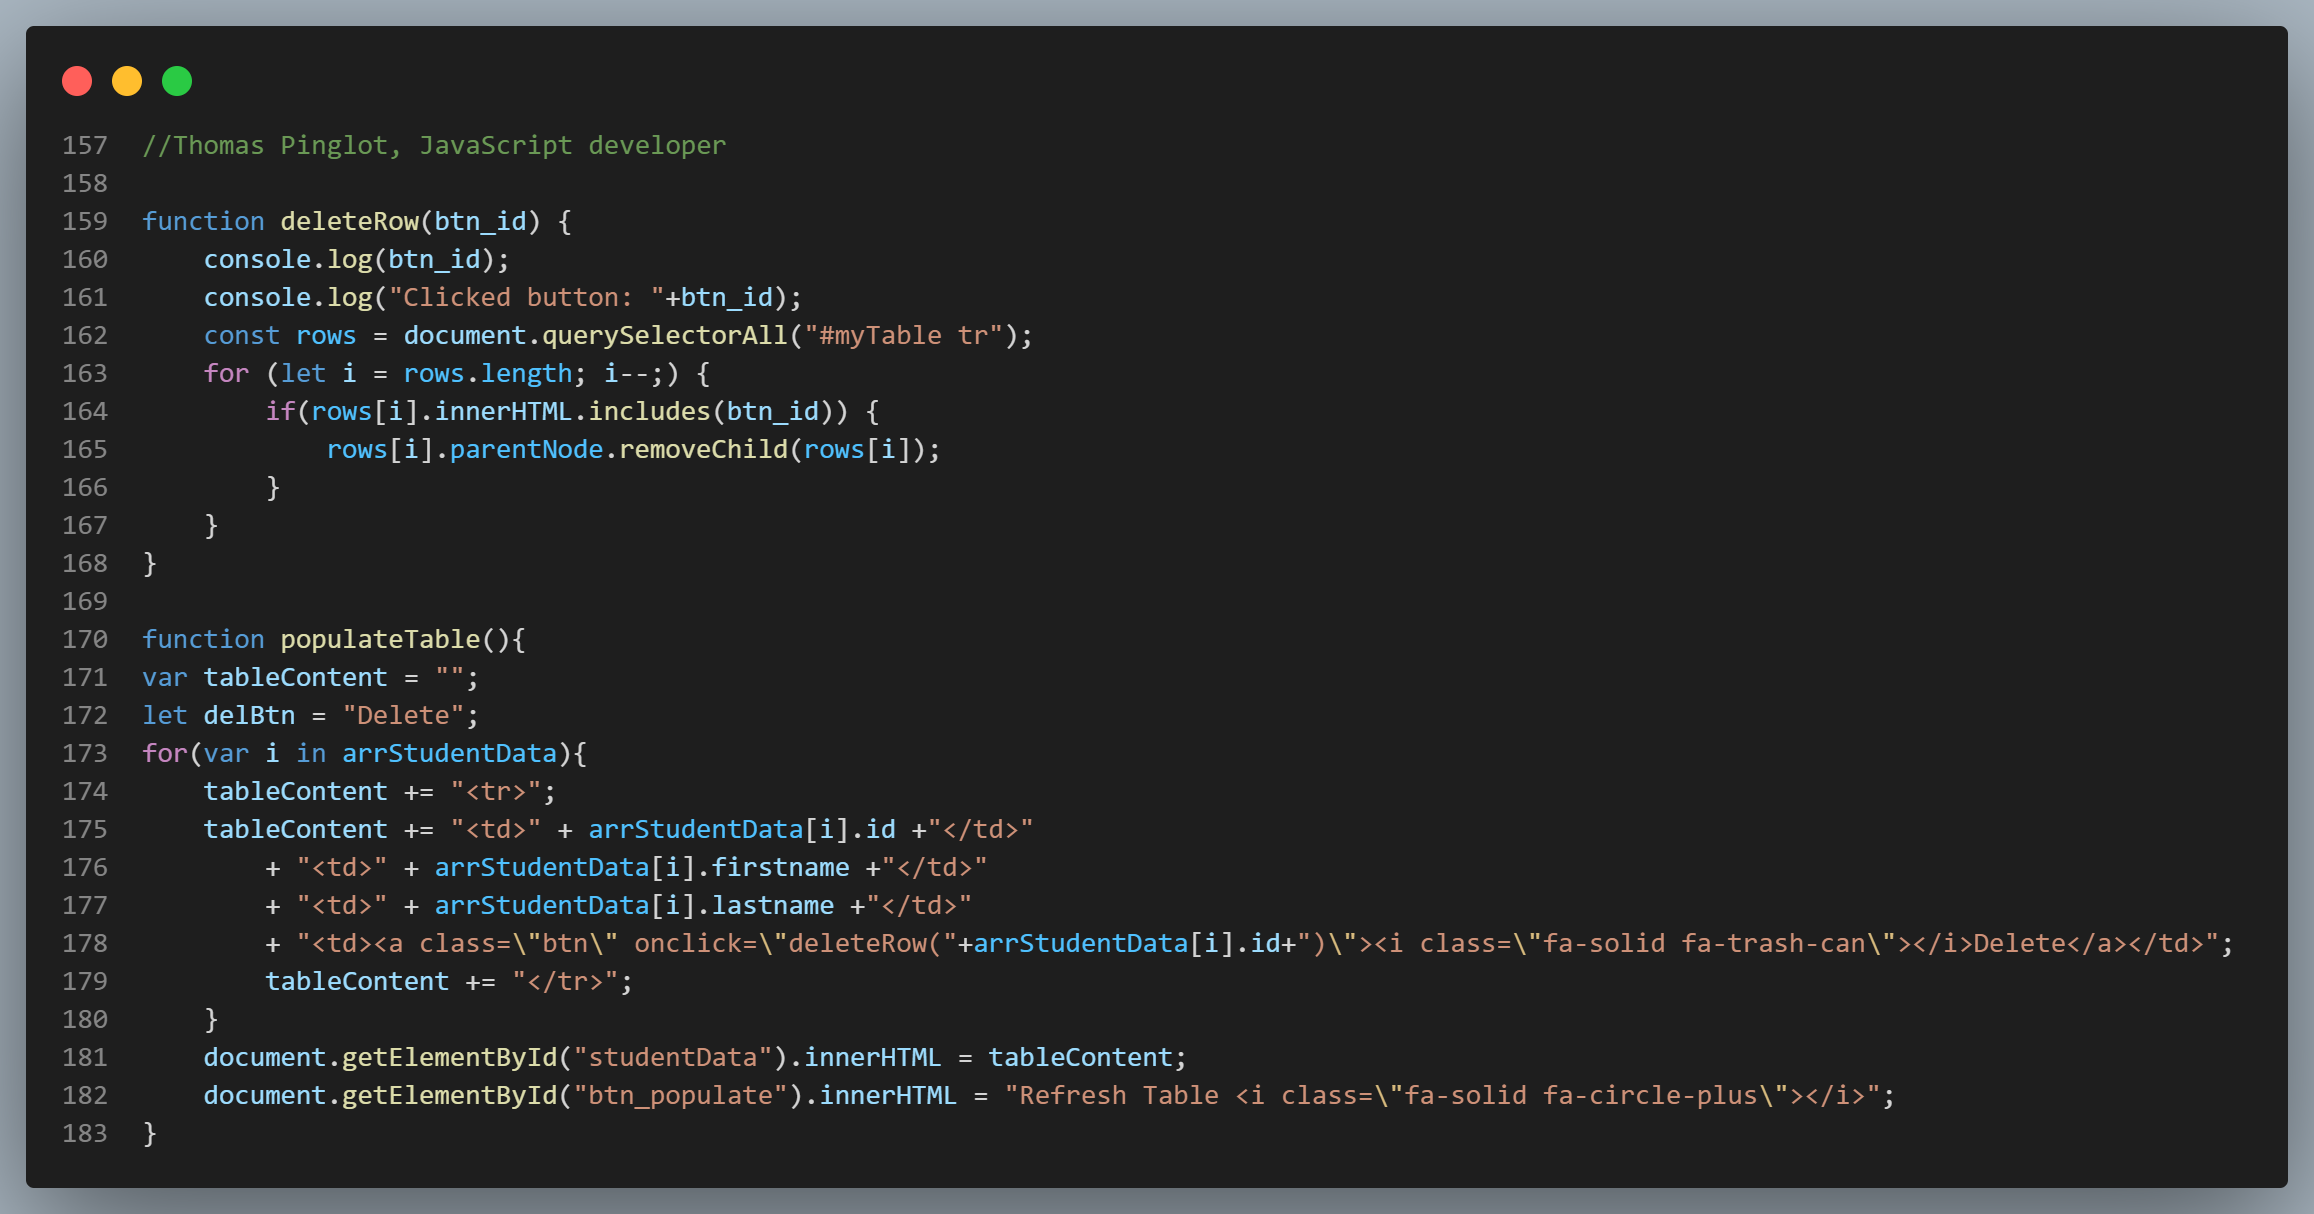 157 //Thomas Pinglot, JavaScript developer
158
159 function deleteRow(btn_id) {
160     console.log(btn_id);
161     console.log("Clicked button: "+btn_id);
162     const rows = document.querySelectorAll("#myTable tr");
163     for (let i = rows.length; i--;) {
164         if(rows[i].innerHTML.includes(btn_id)) {
165             rows[i].parentNode.removeChild(rows[i]);
166         }
167     }
168 }
169
170 function populateTable(){
171 var tableContent = "";
172 let delBtn = "Delete";
173 for(var i in arrStudentData){
174     tableContent += "<tr>";
175     tableContent += "<td>" + arrStudentData[i].id +"</td>"
176         + "<td>" + arrStudentData[i].firstname +"</td>"
177         + "<td>" + arrStudentData[i].lastname +"</td>"
178         + "<td><a class=\"btn\" onclick=\"deleteRow("+arrStudentData[i].id+")\"><i class=\"fa-solid fa-trash-can\"></i>Delete</a></td>";
179         tableContent += "</tr>";
180     }
181     document.getElementById("studentData").innerHTML = tableContent;
182     document.getElementById("btn_populate").innerHTML = "Refresh Table <i class=\"fa-solid fa-circle-plus\"></i>";
183 }